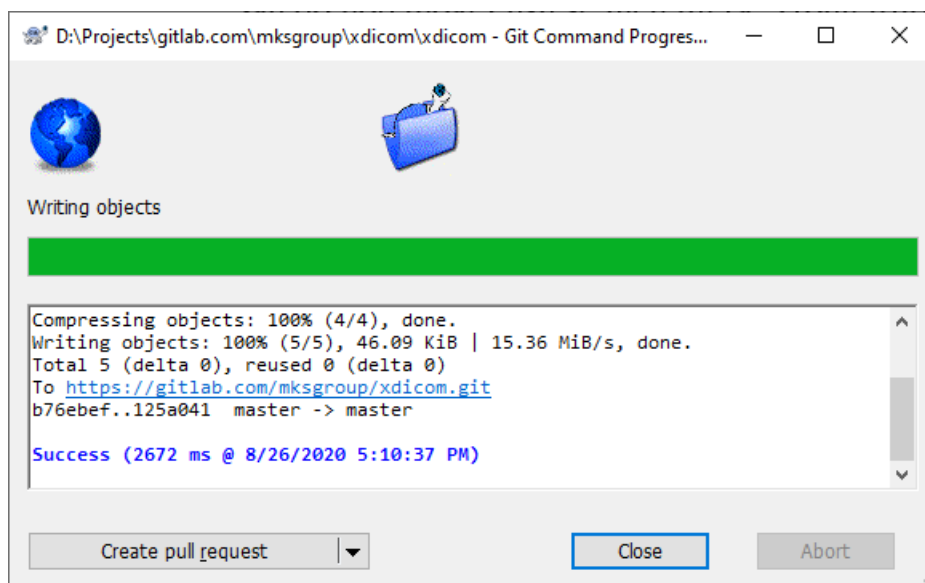 D:\Projects\gitlab.com\mksgroup\xdicom\xdicom - Git Command Progres...
Writing objects
Compressing objects: 100% (4/4), done.
Writing objects: 100% (5/5), 46.09 KiB | 15.36 MiB/s, done.
Total 5 (delta 0), reused 0 (delta 0)
To https://gitlab.com/mksgroup/xdicom.git
b76ebef..125a041  master -> master
Success (2672 ms @ 8/26/2020 5:10:37 PM)
Create pull request
Close
Abort